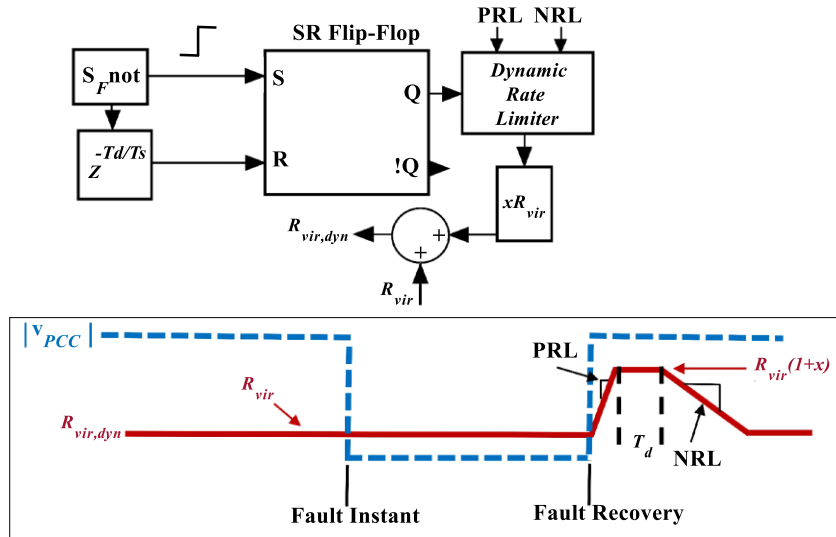 PRL NRL
SR Flip-Flop
S_F not
S
Q
Dynamic
Rate
Limiter
Z^-Td/Ts
R
!Q
xR_vir
R_vir,dyn
+
+
R_vir
|v_PCC|
PRL
R_vir(1+x)
R_vir
R_vir,dyn
T_d
NRL
Fault Instant
Fault Recovery